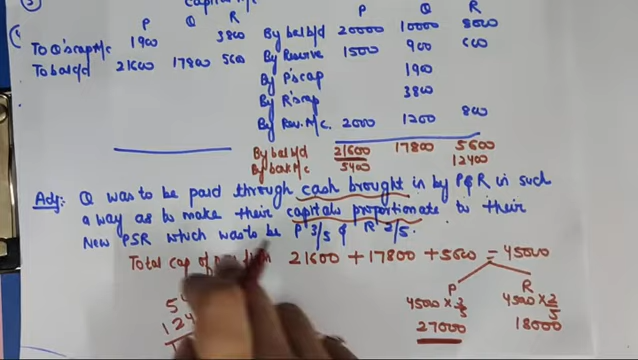 P Q R P Q R
To Q's cap A/c 1900 3800 By bal b/d 20000 10000 8000
To bal c/d 21600 17800 5600 By Reserve 1500 900 600
By P's cap 1900
By R's cap 3800
By Rev. A/c. 2000 1200 800
By bal b/d 21600 17800 5600
By bank A/c 5400 12400
Adj: Q was to be paid through cash brought in by P & R in such
a way as to make their capitals proportionate to their
New PSR which was to be P 3/5 & R 2/5.
Total cap of 21600 + 17800 + 5600 = 45000
P R
45000 × 3/5 45000 × 2/5
27000 18000